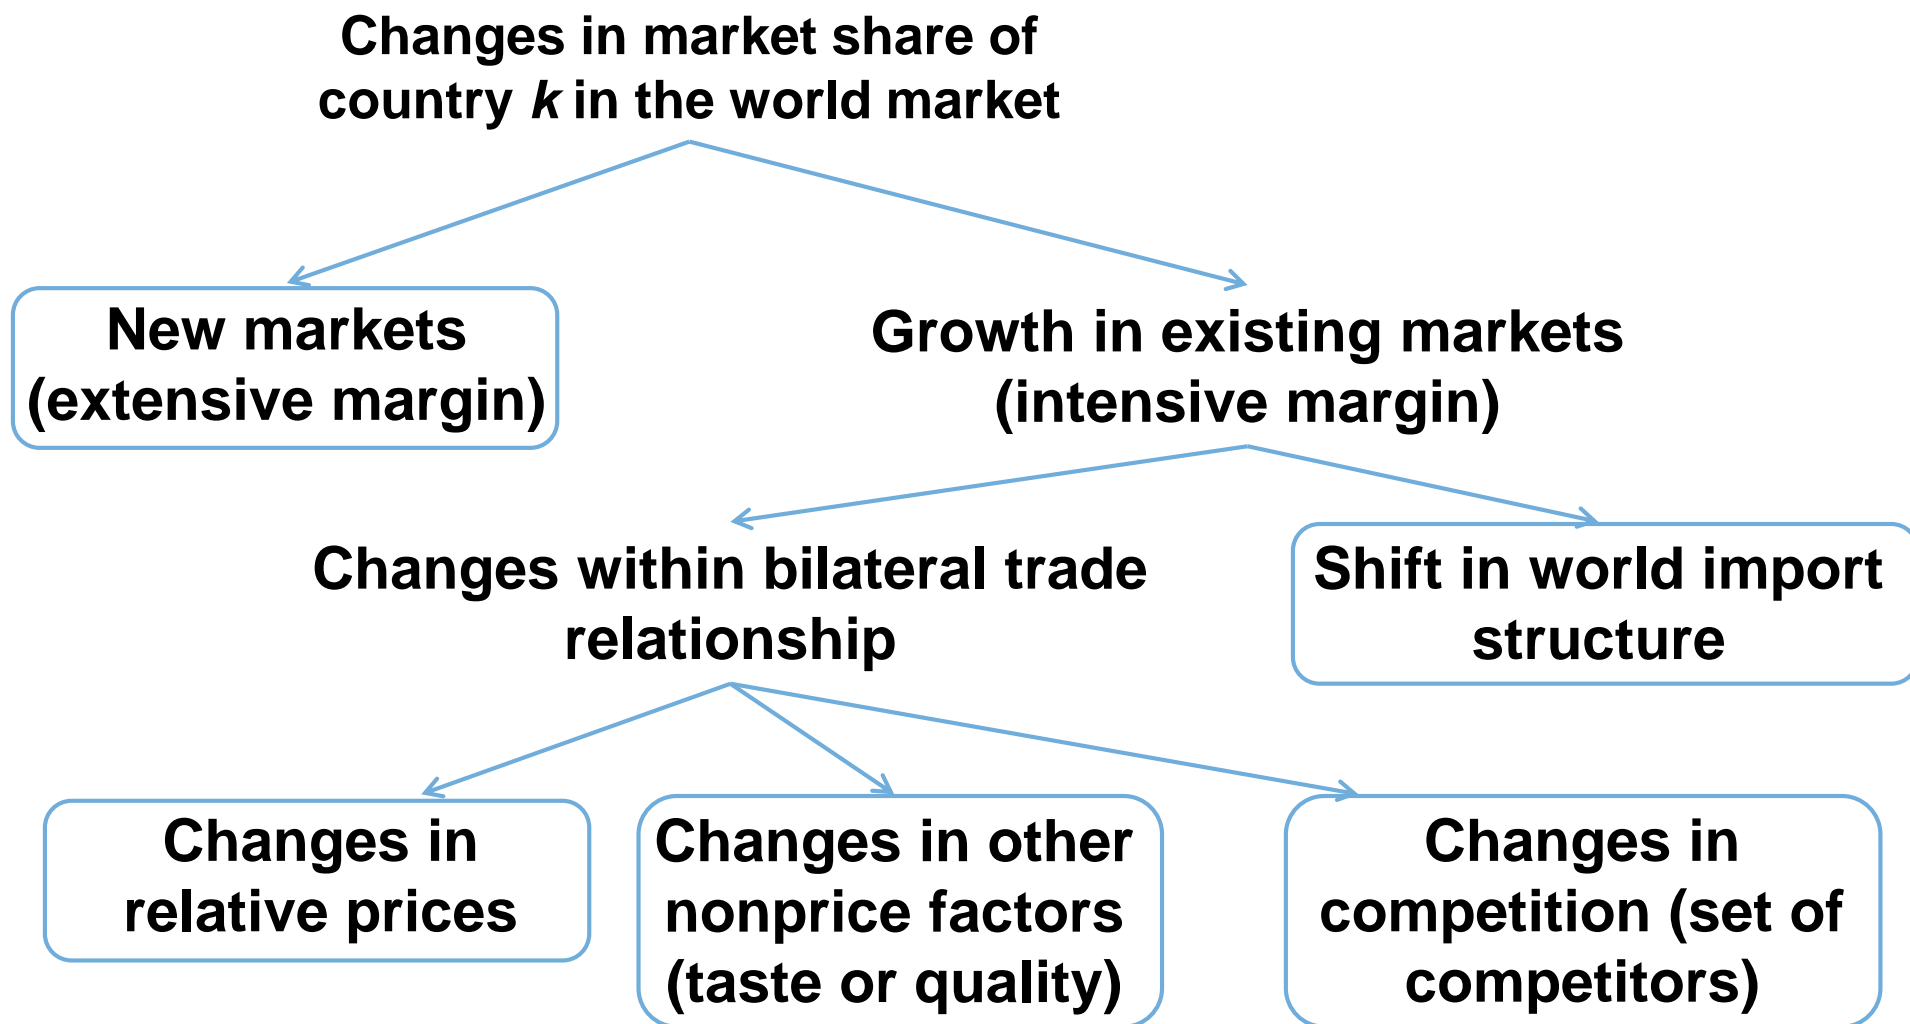 Changes in market share of
country k in the world market
New markets
(extensive margin)
Growth in existing markets
(intensive margin)
Changes within bilateral trade
relationship
Shift in world import
structure
Changes in
relative prices
Changes in other
nonprice factors
(taste or quality)
Changes in
competition (set of
competitors)